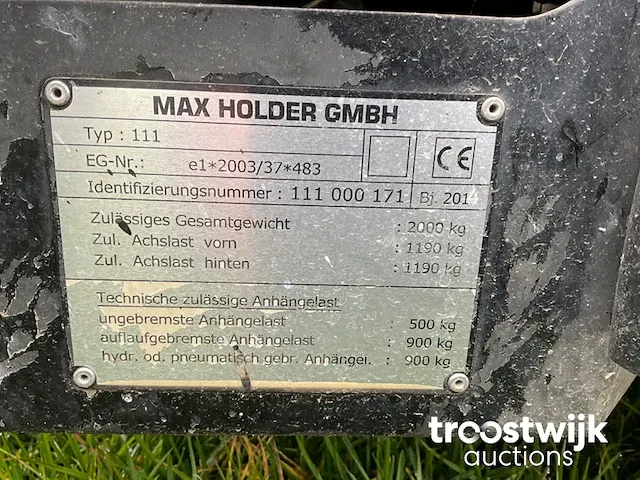 MAX HOLDER GMBH
Typ : 111
EG-Nr.: e1*2003/37*483
CE
Identifizierungsnummer : 111 000 171 Bj. 201
Zulässiges Gesamtgewicht : 2000 kg
Zul. Achslast vorn : 1190 kg
Zul. Achslast hinten : 1190 kg
Technische zulässige Anhängelast
ungebremste Anhängelast : 500 kg
auflaufgebremste Anhängelast : 900 kg
hydr. od. pneumatisch gebr. Anhängel. : 900 kg
troostwijk
auctions